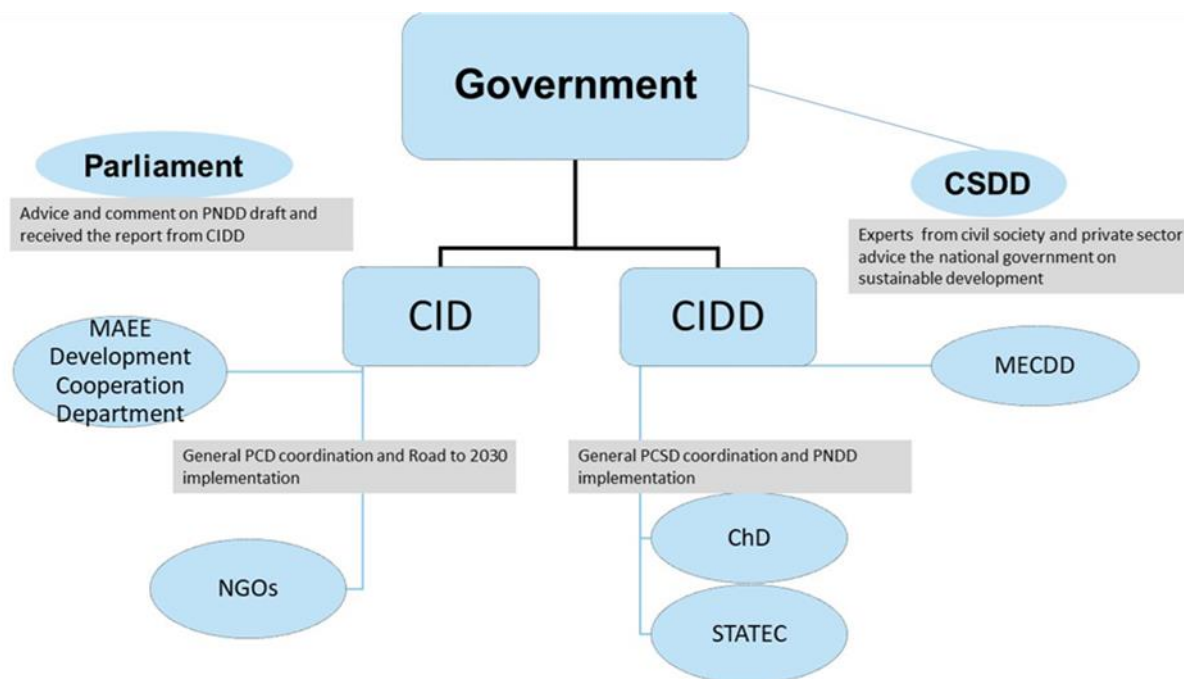 Government
Parliament
Advice and comment on PNDD draft and
received the report from CIDD
CSDD
Experts from civil society and private sector
advice the national government on
sustainable development
CID
CIDD
MAEE
Development
Cooperation
Department
MECDD
General PCD coordination and Road to 2030
implementation
General PCSD coordination and PNDD
implementation
ChD
NGOs
STATEC